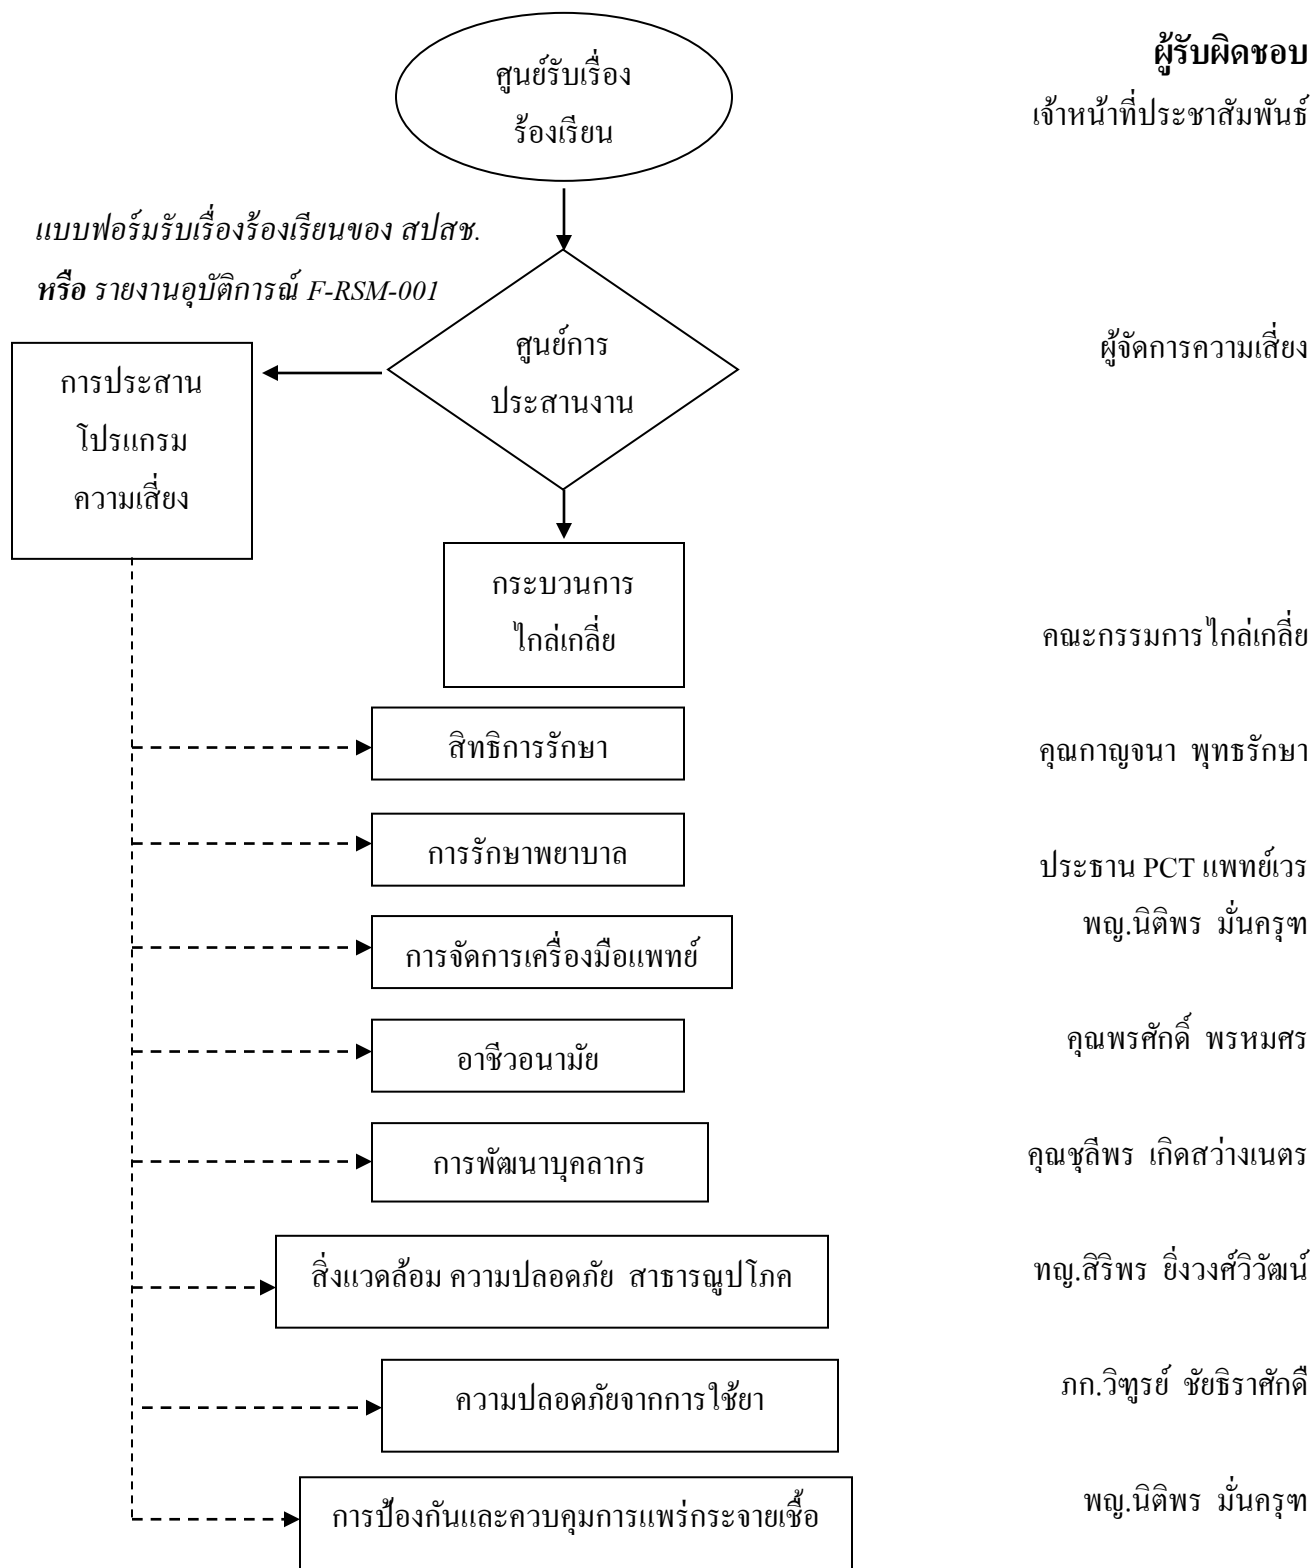 ศูนย์รับเรื่อง
ร้องเรียน
ผู้รับผิดชอบ
เจ้าหน้าที่ประชาสัมพันธ์
แบบฟอร์มรับเรื่องร้องเรียนของ สปสช.
หรือ รายงานอุบัติการณ์ F-RSM-001
ศูนย์การ
ประสานงาน
ผู้จัดการความเสี่ยง
การประสาน
โปรแกรม
ความเสี่ยง
กระบวนการ
ไกล่เกลี่ย
คณะกรรมการไกล่เกลี่ย
สิทธิการรักษา
คุณกาญจนา พุทธรักษา
การรักษาพยาบาล
ประธาน PCT แพทย์เวร
พญ.นิติพร มั่นครุฑ
การจัดการเครื่องมือแพทย์
อาชีวอนามัย
คุณพรศักดิ์ พรหมศร
การพัฒนาบุคลากร
คุณชุลีพร เกิดสว่างเนตร
สิ่งแวดล้อม ความปลอดภัย สาธารณูปโภค
ทญ.สิริพร ยิ่งวงศ์วิวัฒน์
ความปลอดภัยจากการใช้ยา
ภก.วิฑูรย์ ชัยธิราศักดิ์
การป้องกันและควบคุมการแพร่กระจายเชื้อ
พญ.นิติพร มั่นครุฑ